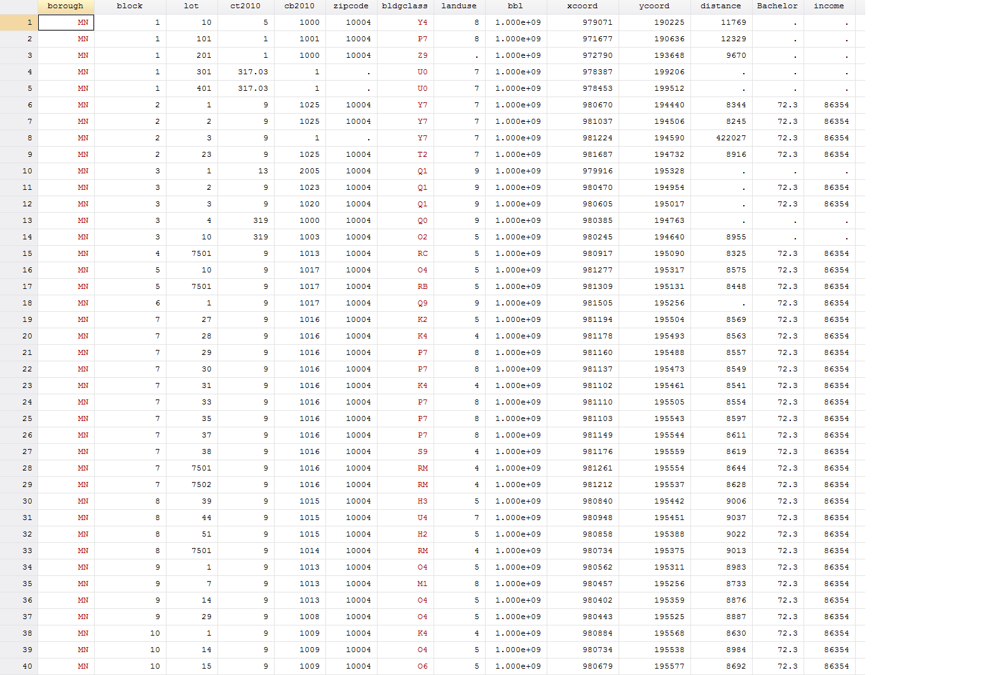 borough block lot ct2010 cb2010 zipcode bldgclass landuse bbl xcoord ycoord distance Bachelor income
1 MN 1 10 5 1000 10004 Y4 8 1.000e+09 979071 190225 11769 . .
2 MN 1 101 1 1001 10004 P7 8 1.000e+09 971677 190636 12329 . .
3 MN 1 201 1 1000 10004 Z9 . 1.000e+09 972790 193648 9670 . .
4 MN 1 301 317.03 1 . U0 7 1.000e+09 978387 199206 . . .
5 MN 1 401 317.03 1 . U0 7 1.000e+09 978453 199512 . . .
6 MN 2 1 9 1025 10004 Y7 7 1.000e+09 980670 194440 8344 72.3 86354
7 MN 2 2 9 1025 10004 Y7 7 1.000e+09 981037 194506 8245 72.3 86354
8 MN 2 3 9 1 . Y7 7 1.000e+09 981224 194590 422027 72.3 86354
9 MN 2 23 9 1025 10004 T2 7 1.000e+09 981687 194732 8916 72.3 86354
10 MN 3 1 13 2005 10004 Q1 9 1.000e+09 979916 195328 . . .
11 MN 3 2 9 1023 10004 Q1 9 1.000e+09 980470 194954 . 72.3 86354
12 MN 3 3 9 1020 10004 Q1 9 1.000e+09 980605 195017 . 72.3 86354
13 MN 3 4 319 1000 10004 Q0 9 1.000e+09 980385 194763 . . .
14 MN 3 10 319 1003 10004 O2 5 1.000e+09 980245 194640 8955 . .
15 MN 4 7501 9 1013 10004 RC 5 1.000e+09 980917 195090 8325 72.3 86354
16 MN 5 10 9 1017 10004 O4 5 1.000e+09 981277 195317 8575 72.3 86354
17 MN 5 7501 9 1017 10004 RB 5 1.000e+09 981309 195131 8448 72.3 86354
18 MN 6 1 9 1017 10004 Q9 9 1.000e+09 981505 195256 . 72.3 86354
19 MN 7 27 9 1016 10004 K2 5 1.000e+09 981194 195504 8569 72.3 86354
20 MN 7 28 9 1016 10004 K4 4 1.000e+09 981178 195493 8563 72.3 86354
21 MN 7 29 9 1016 10004 P7 8 1.000e+09 981160 195488 8557 72.3 86354
22 MN 7 30 9 1016 10004 P7 8 1.000e+09 981137 195473 8549 72.3 86354
23 MN 7 31 9 1016 10004 K4 4 1.000e+09 981102 195461 8541 72.3 86354
24 MN 7 33 9 1016 10004 P7 8 1.000e+09 981110 195505 8554 72.3 86354
25 MN 7 35 9 1016 10004 P7 8 1.000e+09 981103 195543 8597 72.3 86354
26 MN 7 37 9 1016 10004 P7 8 1.000e+09 981149 195544 8611 72.3 86354
27 MN 7 38 9 1016 10004 S9 4 1.000e+09 981176 195559 8619 72.3 86354
28 MN 7 7501 9 1016 10004 RM 4 1.000e+09 981261 195554 8644 72.3 86354
29 MN 7 7502 9 1016 10004 RM 4 1.000e+09 981212 195537 8628 72.3 86354
30 MN 8 39 9 1015 10004 H3 5 1.000e+09 980840 195442 9006 72.3 86354
31 MN 8 44 9 1015 10004 U4 7 1.000e+09 980948 195451 9037 72.3 86354
32 MN 8 51 9 1015 10004 H2 5 1.000e+09 980858 195388 9022 72.3 86354
33 MN 8 7501 9 1014 10004 RM 4 1.000e+09 980734 195375 9013 72.3 86354
34 MN 9 1 9 1013 10004 O4 5 1.000e+09 980562 195311 8983 72.3 86354
35 MN 9 7 9 1013 10004 M1 8 1.000e+09 980457 195256 8733 72.3 86354
36 MN 9 14 9 1013 10004 O4 5 1.000e+09 980402 195359 8876 72.3 86354
37 MN 9 29 9 1008 10004 O4 5 1.000e+09 980443 195525 8887 72.3 86354
38 MN 10 1 9 1009 10004 K4 4 1.000e+09 980884 195568 8630 72.3 86354
39 MN 10 14 9 1009 10004 O4 5 1.000e+09 980734 195538 8984 72.3 86354
40 MN 10 15 9 1009 10004 O6 5 1.000e+09 980679 195577 8692 72.3 86354